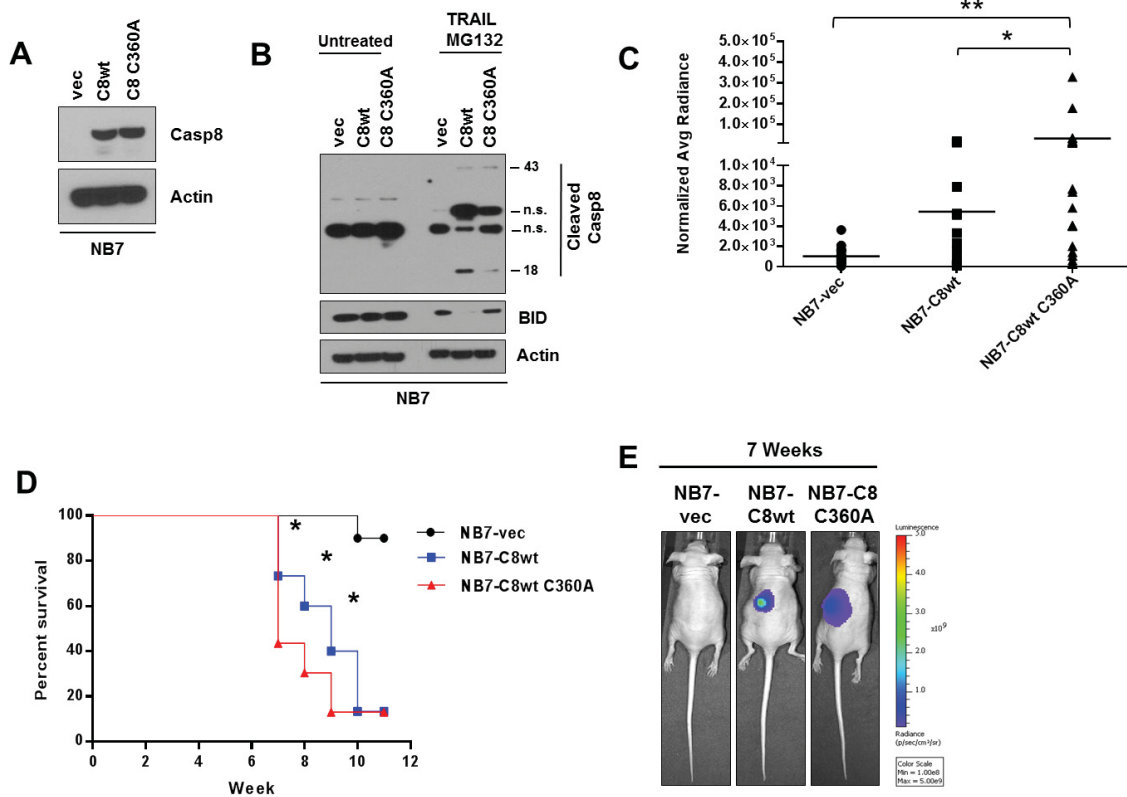 A
vec
C8wt
C8 C360A
Casp8
Actin
NB7
B
Untreated
TRAIL
MG132
vec
C8wt
C8 C360A
vec
C8wt
C8 C360A
– 43
– n.s.
– n.s.
– 18
Cleaved
Casp8
BID
Actin
NB7
C
**
*
Normalized Avg Radiance
5.0×10⁵
4.0×10⁵
3.0×10⁵
2.0×10⁵
1.0×10⁵
1.0×10⁴
8.0×10³
6.0×10³
4.0×10³
2.0×10³
0
NB7-vec
NB7-C8wt
NB7-C8wt C360A
D
Percent survival
100
80
60
40
20
0
0 2 4 6 8 10 12
Week
*
*
*
NB7-vec
NB7-C8wt
NB7-C8wt C360A
E
7 Weeks
NB7-
vec
NB7-
C8wt
NB7-C8
C360A
Luminescence
5.0
4.0
3.0
x10⁹
2.0
1.0
Radiance
(p/sec/cm²/sr)
Color Scale
Min = 1.00e8
Max = 5.00e9